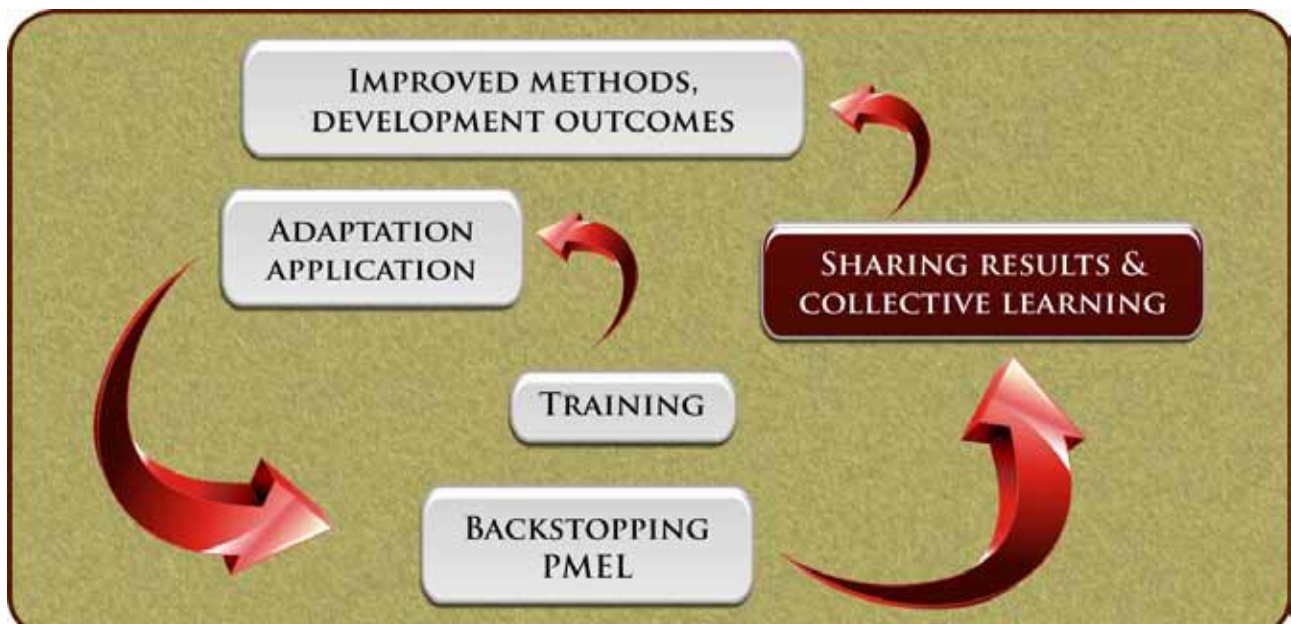 IMPROVED METHODS,
DEVELOPMENT OUTCOMES
ADAPTATION
APPLICATION
SHARING RESULTS &
COLLECTIVE LEARNING
TRAINING
BACKSTOPPING
PMEL